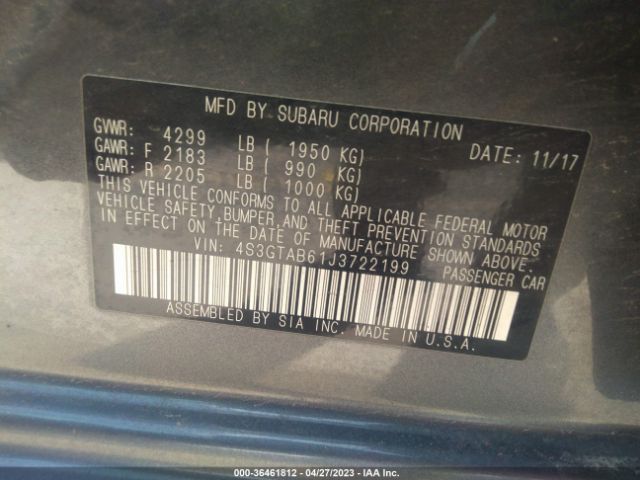 MFD BY SUBARU CORPORATION
GVWR: 4299 LB ( 1950 KG) DATE: 11/17
GAWR: F 2183 LB ( 990 KG)
GAWR: R 2205 LB ( 1000 KG)
THIS VEHICLE CONFORMS TO ALL APPLICABLE FEDERAL MOTOR
VEHICLE SAFETY, BUMPER, AND THEFT PREVENTION STANDARDS
IN EFFECT ON THE DATE OF MANUFACTURE SHOWN ABOVE.
VIN: 4S3GTAB61J3722199 PASSENGER CAR
ASSEMBLED BY SIA INC. MADE IN U.S.A.
000-36461812 - 04/27/2023 - IAA Inc.